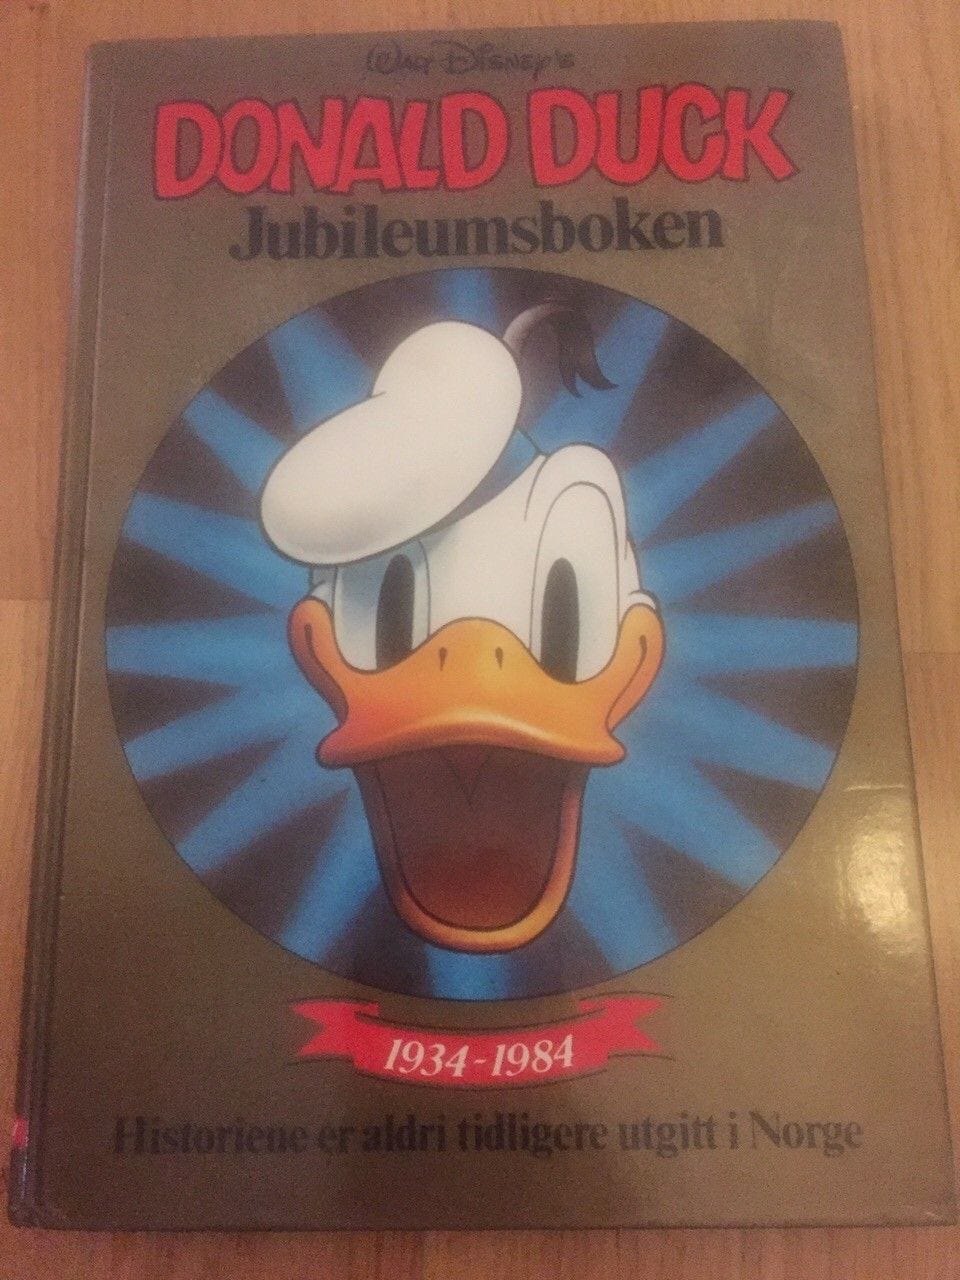 Walt Disney's
DONALD DUCK
Jubileumsboken
1934-1984
Historiene er aldri tidligere utgitt i Norge